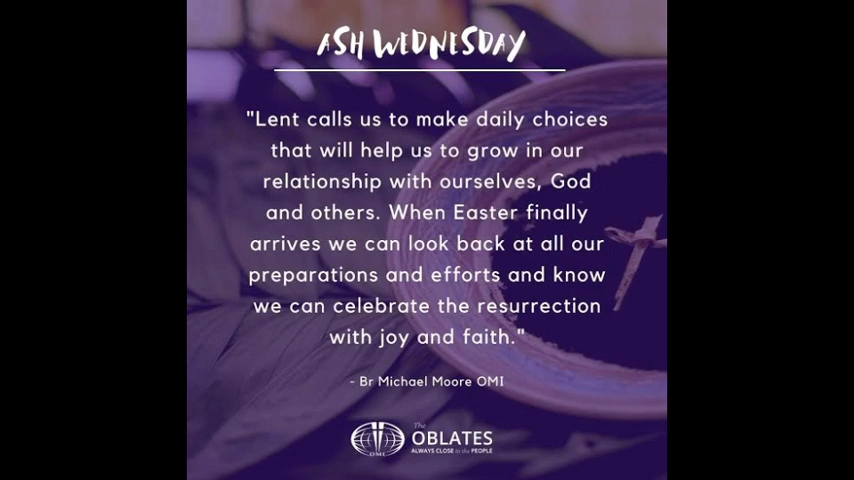 ASH WEDNESDAY
"Lent calls us to make daily choices
that will help us to grow in our
relationship with ourselves, God
and others. When Easter finally
arrives we can look back at all our
preparations and efforts and know
we can celebrate the resurrection
with joy and faith."
- Br Michael Moore OMI
The
OBLATES
ALWAYS CLOSE to the PEOPLE
OMI